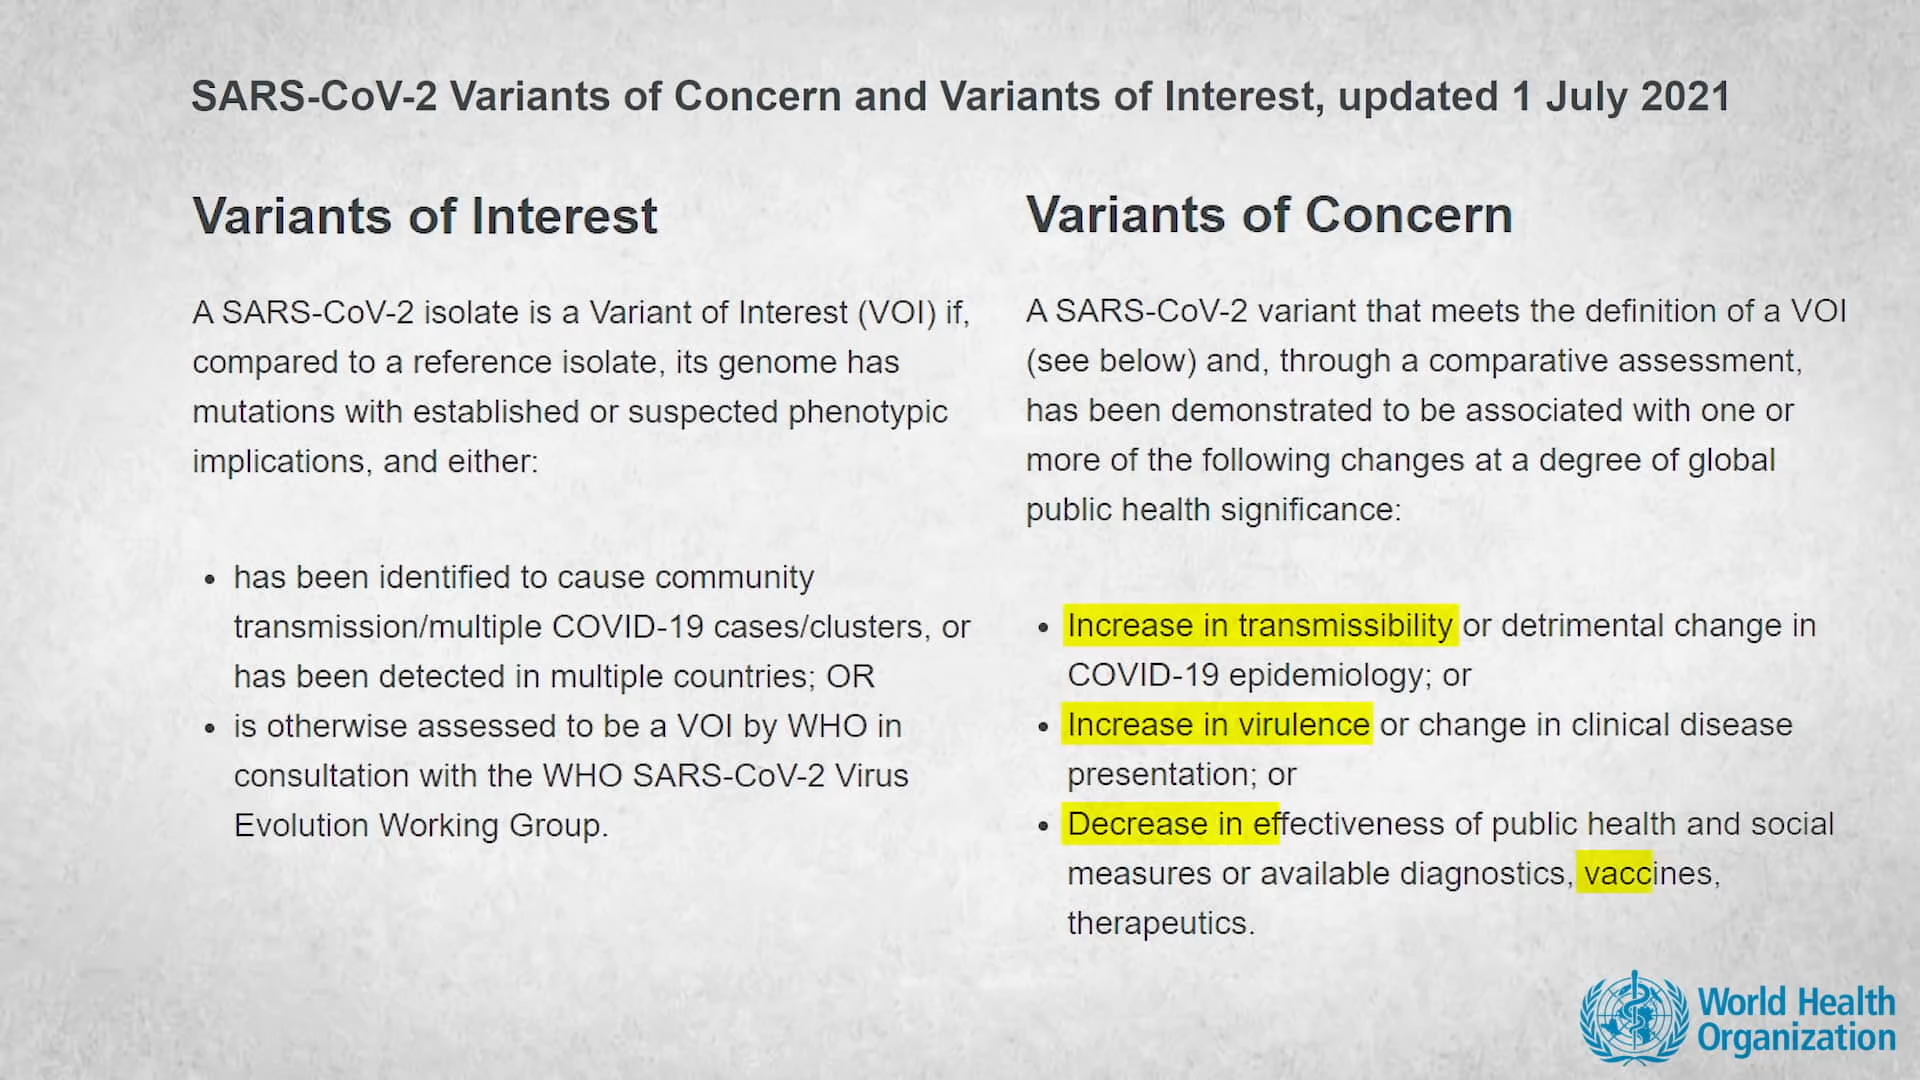 SARS-CoV-2 Variants of Concern and Variants of Interest, updated 1 July 2021
Variants of Interest
A SARS-CoV-2 isolate is a Variant of Interest (VOI) if,
compared to a reference isolate, its genome has
mutations with established or suspected phenotypic
implications, and either:
• has been identified to cause community
transmission/multiple COVID-19 cases/clusters, or
has been detected in multiple countries; OR
• is otherwise assessed to be a VOI by WHO in
consultation with the WHO SARS-CoV-2 Virus
Evolution Working Group.
Variants of Concern
A SARS-CoV-2 variant that meets the definition of a VOI
(see below) and, through a comparative assessment,
has been demonstrated to be associated with one or
more of the following changes at a degree of global
public health significance:
• Increase in transmissibility or detrimental change in
COVID-19 epidemiology; or
• Increase in virulence or change in clinical disease
presentation; or
• Decrease in effectiveness of public health and social
measures or available diagnostics, vaccines,
therapeutics.
World Health
Organization